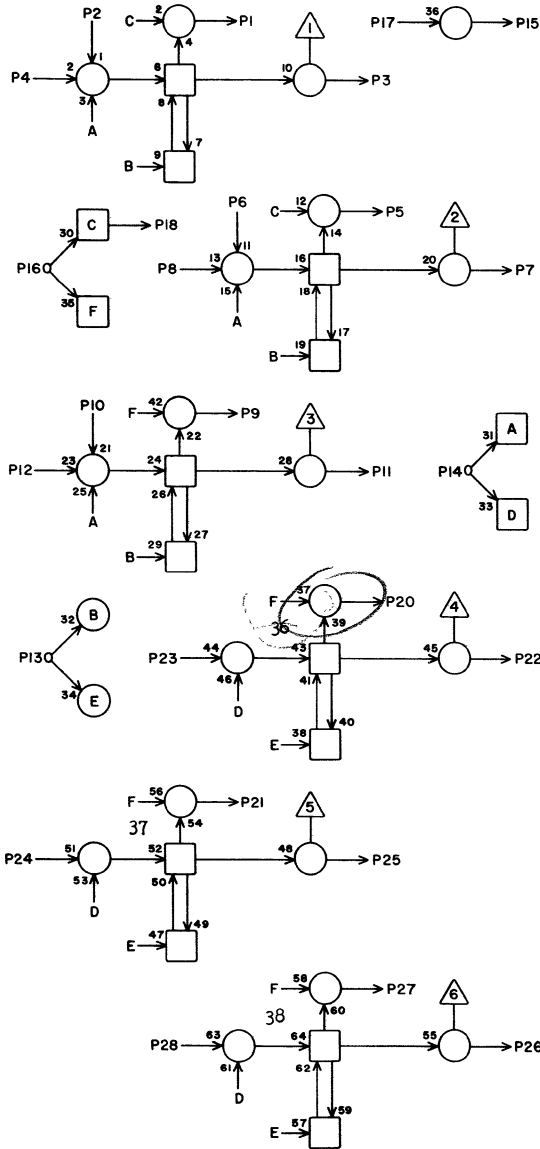 P2 C 2 P1 1 36 P17 P15
4
P4 2 1 6 10 P3
3 8
A 7
B 9
P6 C 12 P5 2
30 C P18 14
11
P16 P8 13 16 20 P7
15 18
35 F A 17
B 19
P10 F 42 P9 3 A
22 31
21
P12 23 24 28 P11 P14
25 26 33 D
A 27
B 29
B F 37 P20 4
32 36 39
P13 P23 44 43 45 P22
34 E 46 41
D 40
E 38
F 56 P21 5
37 54
P24 51 52 48 P25
53 50
D 49
E 47
F 58 P27 6
38 60
P28 63 64 55 P26
61 62
D 59
E 57